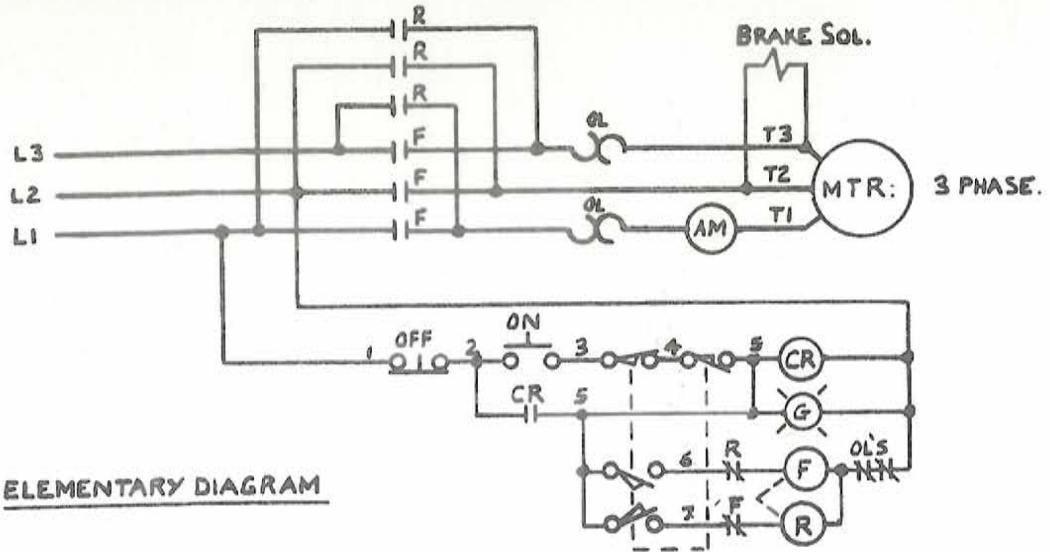 R
BRAKE SOL.
R
R
OL
T3
L3
F
L2
F
T2
MTR:
3 PHASE.
OL
T1
L1
F
AM
ON
OFF
1
2
3
4
5
CR
CR
5
G
6
R
F
OL'S
ELEMENTARY DIAGRAM
7
F
R